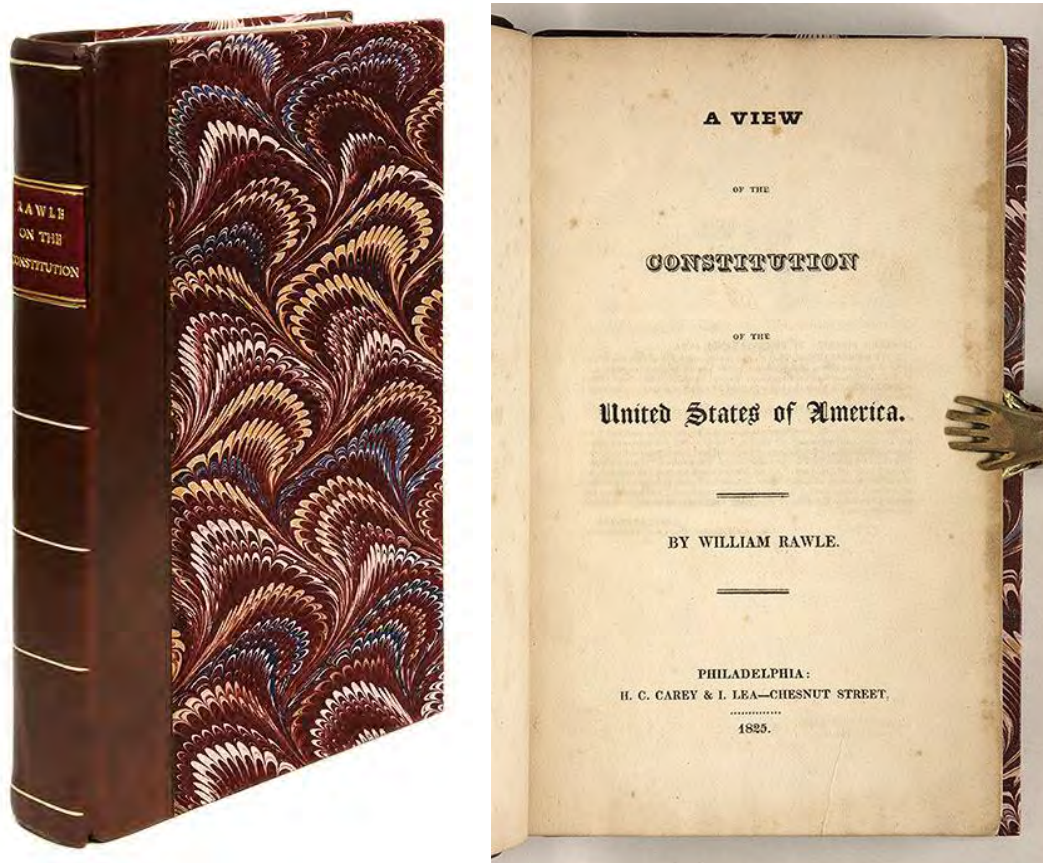 RAWLE
ON THE
CONSTITUTION
A VIEW
OF THE
CONSTITUTION
OF THE
United States of America.
BY WILLIAM RAWLE.
PHILADELPHIA:
H. C. CAREY & I. LEA—CHESNUT STREET,
1825.